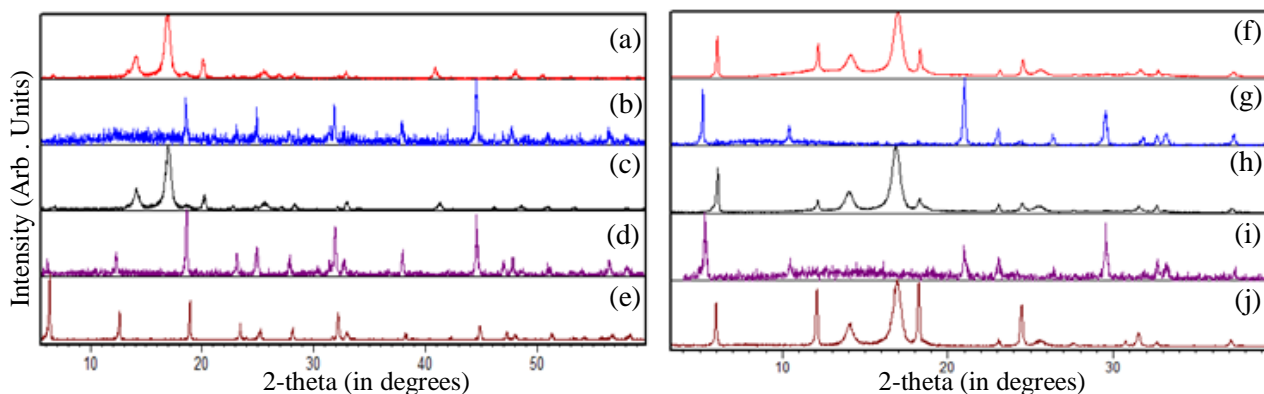 Intensity (Arb . Units)
(a)
(b)
(c)
(d)
(e)
10 20 30 40 50
2-theta (in degrees)
(f)
(g)
(h)
(i)
(j)
10 20 30
2-theta (in degrees)